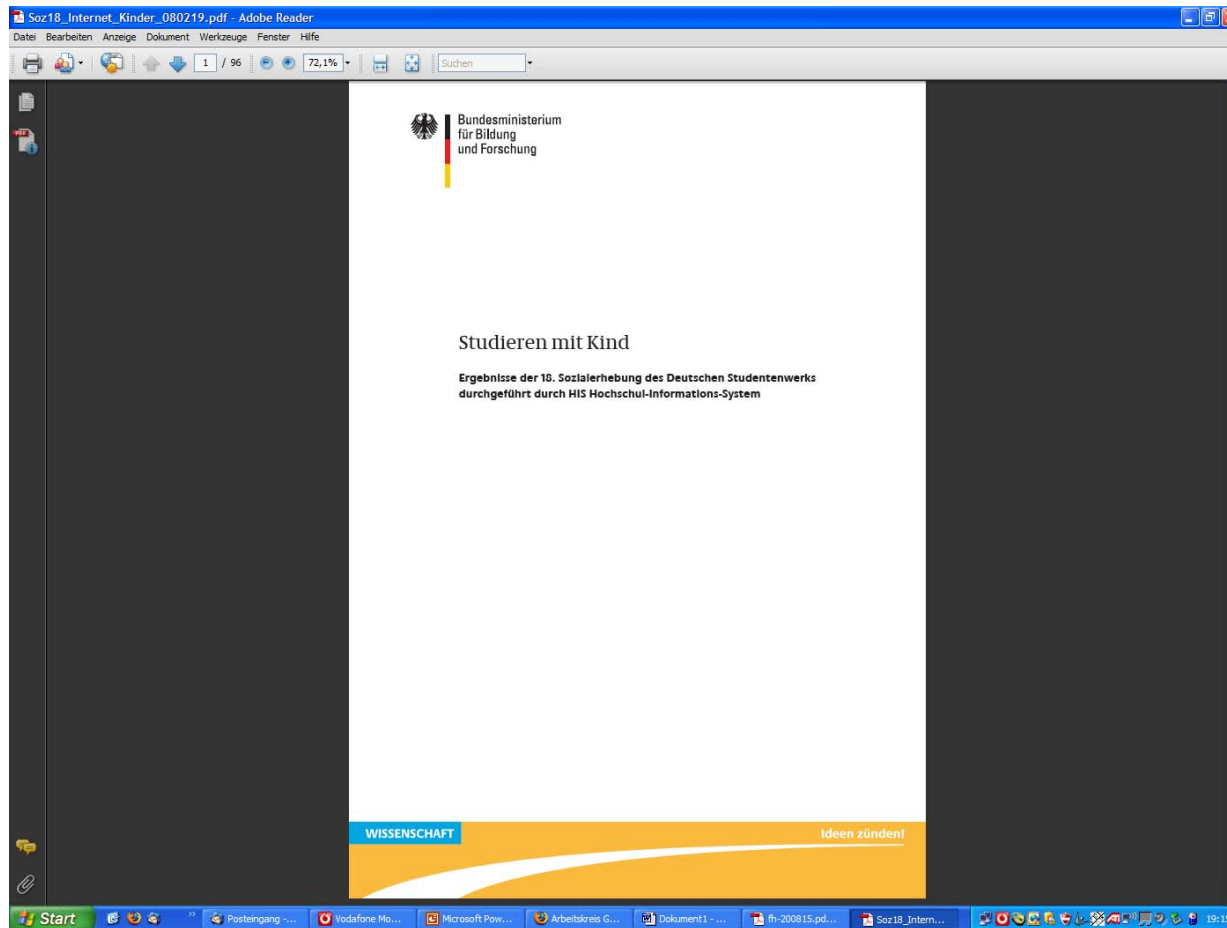 Soz18_Internet_Kinder_080219.pdf - Adobe Reader
Datei Bearbeiten Anzeige Dokument Werkzeuge Fenster Hilfe
1 / 96 72,1% Suchen
Bundesministerium
für Bildung
und Forschung
Studieren mit Kind
Ergebnisse der 18. Sozialerhebung des Deutschen Studentenwerks
durchgeführt durch HIS Hochschul-Informations-System
WISSENSCHAFT Ideen zünden!
Start Posteingang -... Vodafone Mo... Microsoft Pow... Arbeitskreis G... Dokument1 - ... fh-200815.pd... Soz18_Intern...